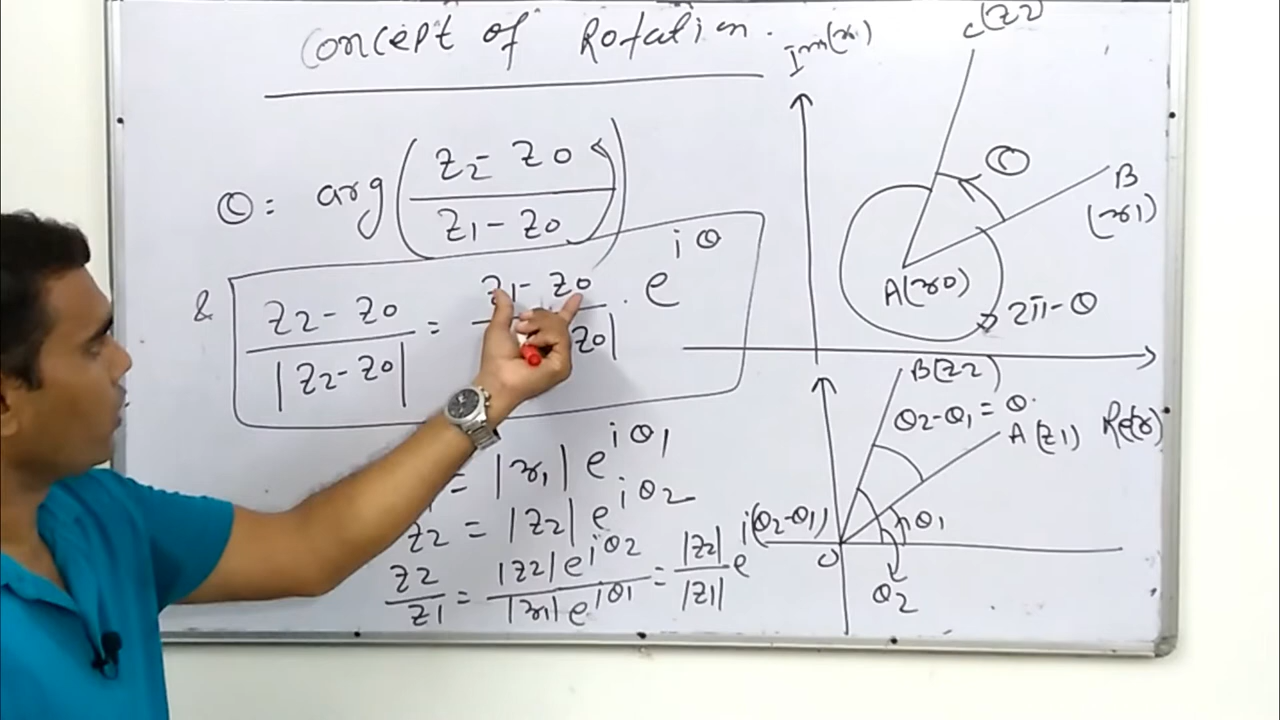 Concept of Rotation.
θ = arg((z2 - z0)/(z1 - z0))
& (z2 - z0)/|z2 - z0| = (z1 - z0)/ z0| . e^iθ
= |z1| e^iθ1
z2 = |z2| e^iθ2
z2/z1 = |z2| e^iθ2/|z1| e^iθ1 = |z2|/|z1| e^i(θ2-θ1)
Im(z)
C(z2)
θ
B
(z1)
A(z0)
2π - θ
B(z2)
θ2-θ1 = θ.
A(z1)
Re(z)
θ1
O
θ2